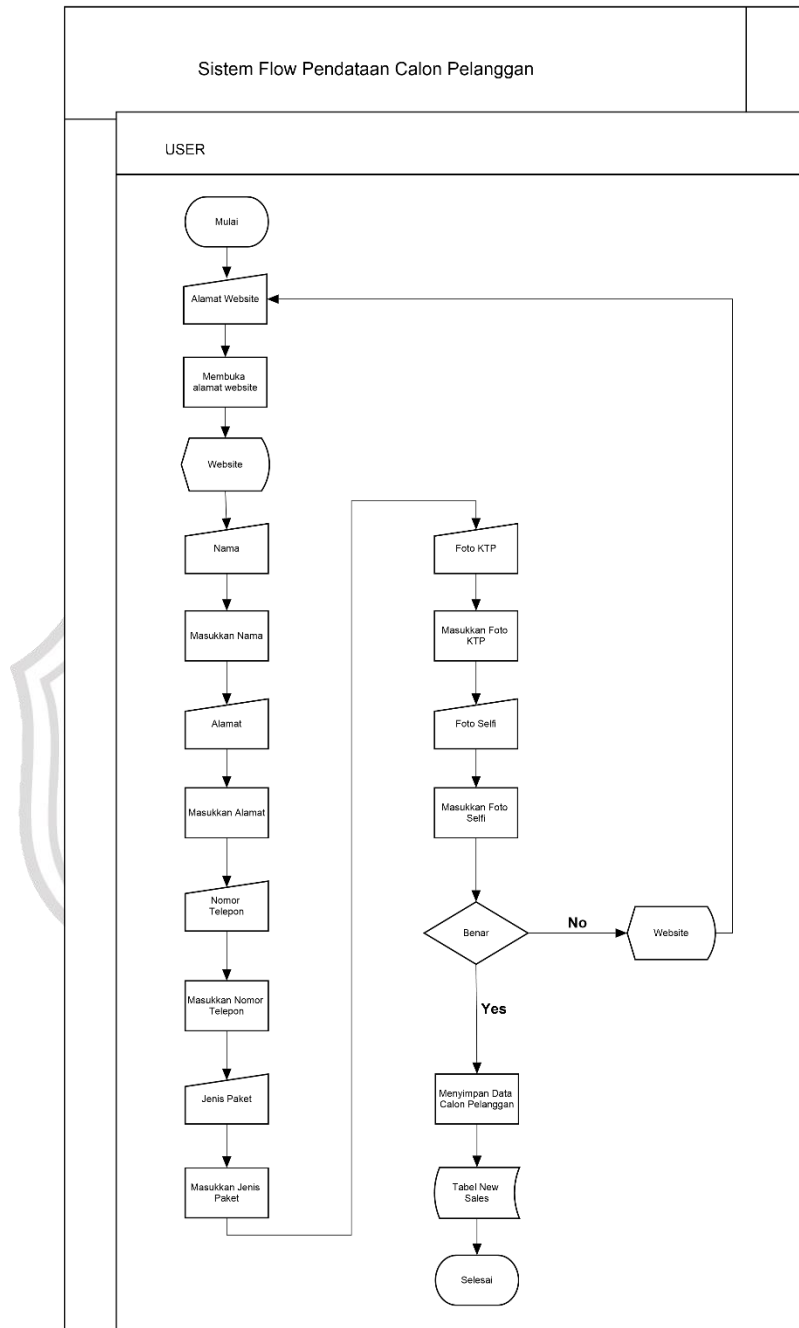 Sistem Flow Pendataan Calon Pelanggan
USER
Mulai
Alamat Website
Membuka
alamat website
Website
Nama
Masukkan Nama
Alamat
Masukkan Alamat
Nomor
Telepon
Masukkan Nomor
Telepon
Jenis Paket
Masukkan Jenis
Paket
Foto KTP
Masukkan Foto
KTP
Foto Selfi
Masukkan Foto
Selfi
Benar
No
Website
Yes
Menyimpan Data
Calon Pelanggan
Tabel New
Sales
Selesai